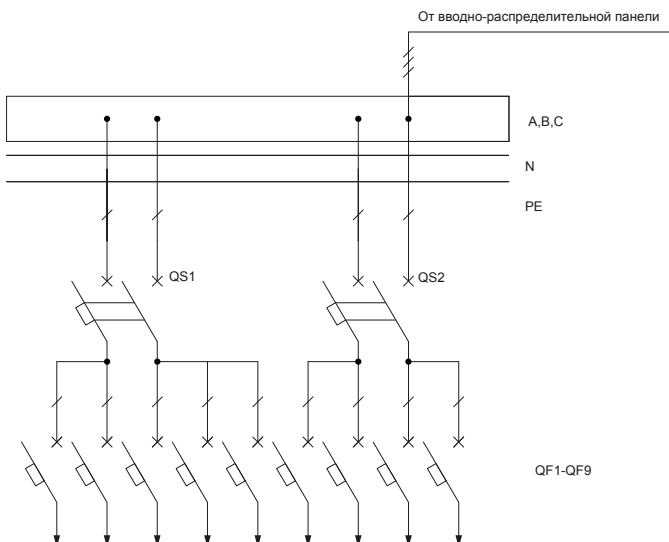 От вводно-распределительной панели
A,B,C
N
PE
QS1
QS2
QF1-QF9